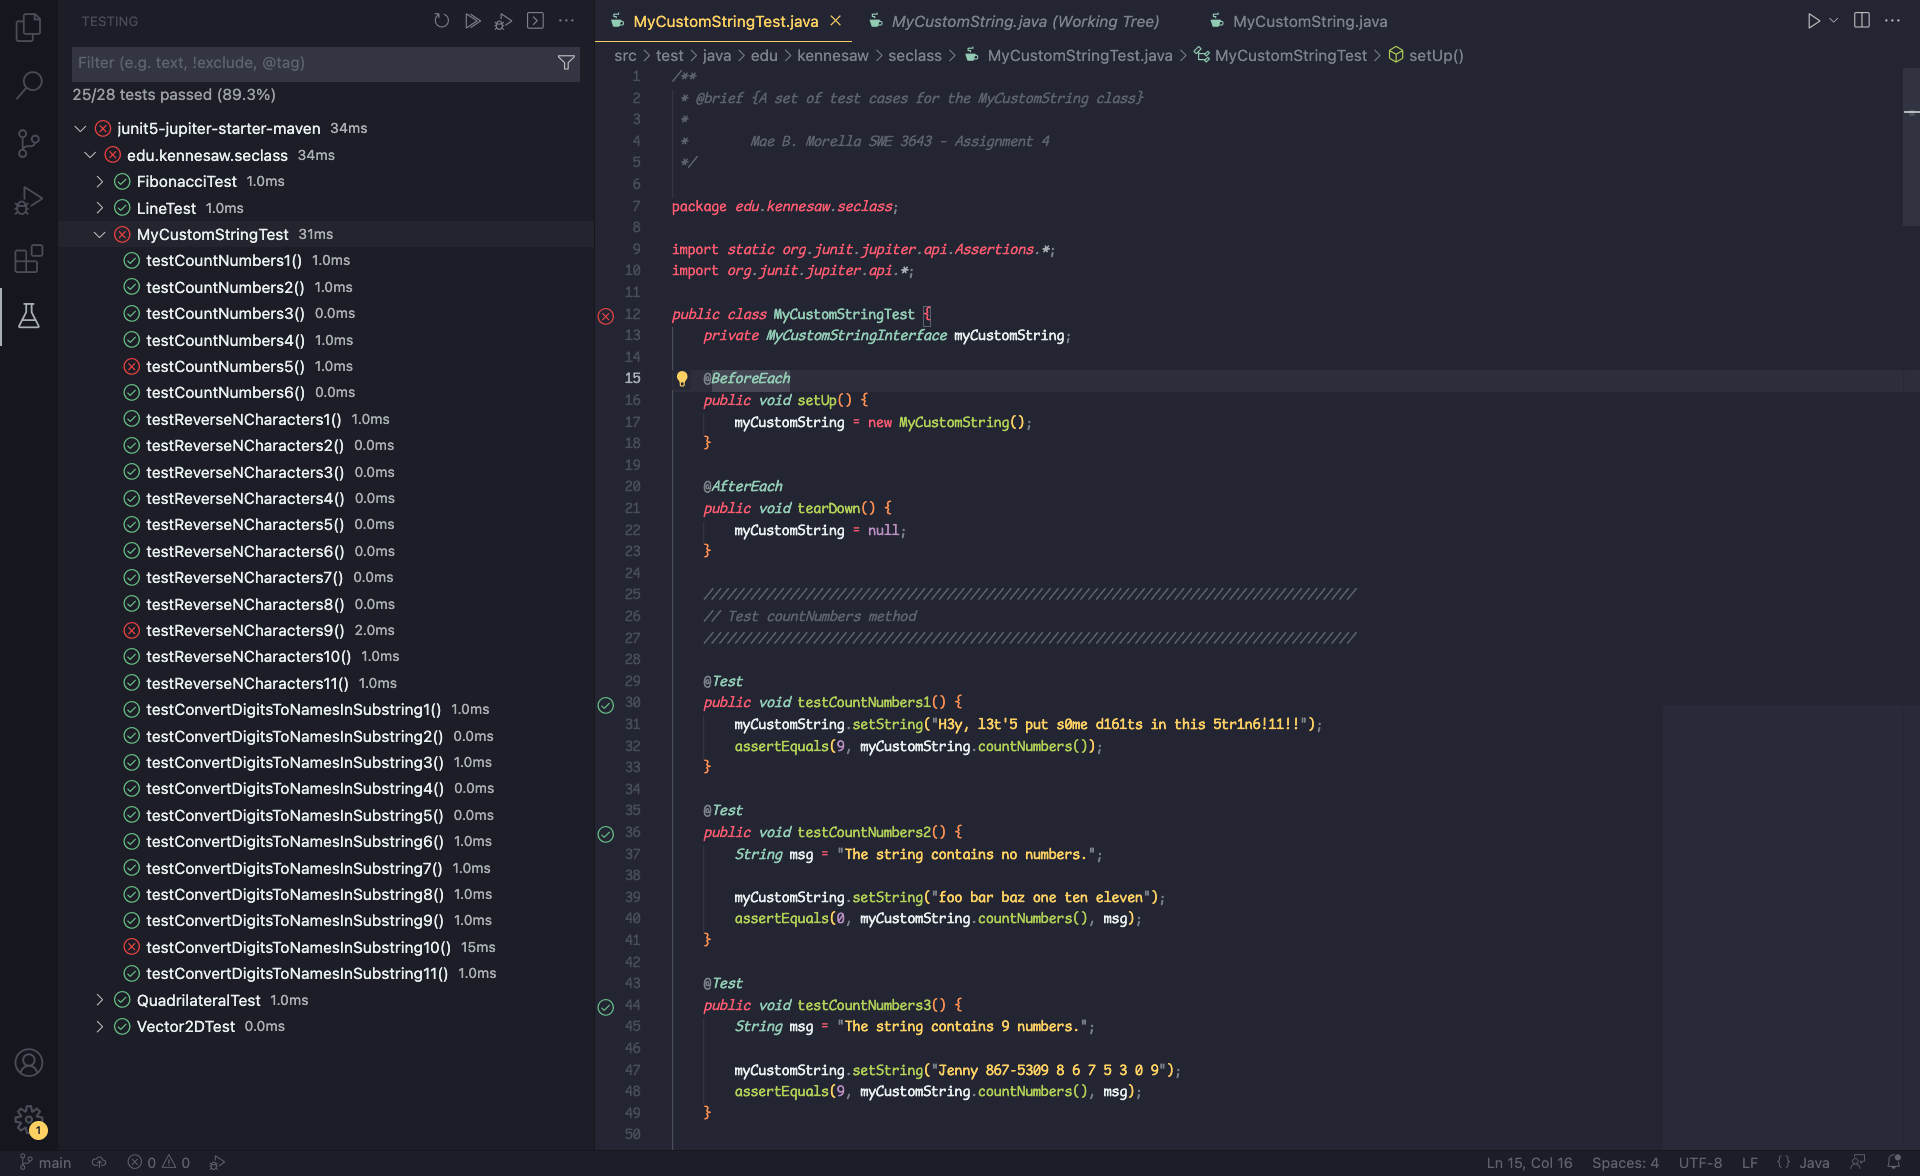 TESTING
Filter (e.g. text, !exclude, @tag)
25/28 tests passed (89.3%)
junit5-jupiter-starter-maven 34ms
edu.kennesaw.seclass 34ms
FibonacciTest 1.0ms
LineTest 1.0ms
MyCustomStringTest 31ms
testCountNumbers1() 1.0ms
testCountNumbers2() 1.0ms
testCountNumbers3() 0.0ms
testCountNumbers4() 1.0ms
testCountNumbers5() 1.0ms
testCountNumbers6() 0.0ms
testReverseNCharacters1() 1.0ms
testReverseNCharacters2() 0.0ms
testReverseNCharacters3() 0.0ms
testReverseNCharacters4() 0.0ms
testReverseNCharacters5() 0.0ms
testReverseNCharacters6() 0.0ms
testReverseNCharacters7() 0.0ms
testReverseNCharacters8() 0.0ms
testReverseNCharacters9() 2.0ms
testReverseNCharacters10() 1.0ms
testReverseNCharacters11() 1.0ms
testConvertDigitsToNamesInSubstring1() 1.0ms
testConvertDigitsToNamesInSubstring2() 0.0ms
testConvertDigitsToNamesInSubstring3() 1.0ms
testConvertDigitsToNamesInSubstring4() 0.0ms
testConvertDigitsToNamesInSubstring5() 0.0ms
testConvertDigitsToNamesInSubstring6() 1.0ms
testConvertDigitsToNamesInSubstring7() 1.0ms
testConvertDigitsToNamesInSubstring8() 1.0ms
testConvertDigitsToNamesInSubstring9() 1.0ms
testConvertDigitsToNamesInSubstring10() 15ms
testConvertDigitsToNamesInSubstring11() 1.0ms
QuadrilateralTest 1.0ms
Vector2DTest 0.0ms
1
MyCustomStringTest.java
MyCustomString.java (Working Tree)
MyCustomString.java
src > test > java > edu > kennesaw > seclass > MyCustomStringTest.java > MyCustomStringTest > setUp()
1 /**
2 * @brief {A set of test cases for the MyCustomString class}
3 *
4 * Mae B. Morella SWE 3643 - Assignment 4
5 */
6
7 package edu.kennesaw.seclass;
8
9 import static org.junit.jupiter.api.Assertions.*;
10 import org.junit.jupiter.api.*;
11
12 public class MyCustomStringTest {
13 private MyCustomStringInterface myCustomString;
14
15 @BeforeEach
16 public void setUp() {
17 myCustomString = new MyCustomString();
18 }
19
20 @AfterEach
21 public void tearDown() {
22 myCustomString = null;
23 }
24
25 ///////////////////////////////////////////////////////////////////////////////////
26 // Test countNumbers method
27 ///////////////////////////////////////////////////////////////////////////////////
28
29 @Test
30 public void testCountNumbers1() {
31 myCustomString.setString("H3y, l3t'5 put s0me d161ts in this 5tr1n6!11!!");
32 assertEquals(9, myCustomString.countNumbers());
33 }
34
35 @Test
36 public void testCountNumbers2() {
37 String msg = "The string contains no numbers.";
38
39 myCustomString.setString("foo bar baz one ten eleven");
40 assertEquals(0, myCustomString.countNumbers(), msg);
41 }
42
43 @Test
44 public void testCountNumbers3() {
45 String msg = "The string contains 9 numbers.";
46
47 myCustomString.setString("Jenny 867-5309 8 6 7 5 3 0 9");
48 assertEquals(9, myCustomString.countNumbers(), msg);
49 }
50
main 0 0 Ln 15, Col 16 Spaces: 4 UTF-8 LF {} Java